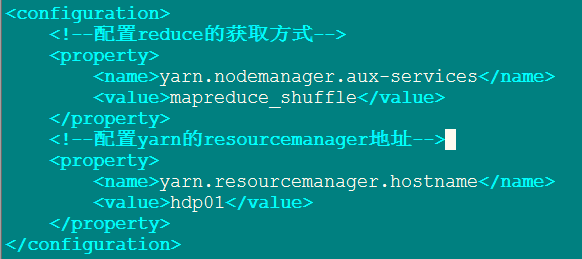 <configuration>
    <!--配置reduce的获取方式-->
    <property>
        <name>yarn.nodemanager.aux-services</name>
        <value>mapreduce_shuffle</value>
    </property>
    <!--配置yarn的resourcemanager地址-->
    <property>
        <name>yarn.resourcemanager.hostname</name>
        <value>hdp01</value>
    </property>
</configuration>